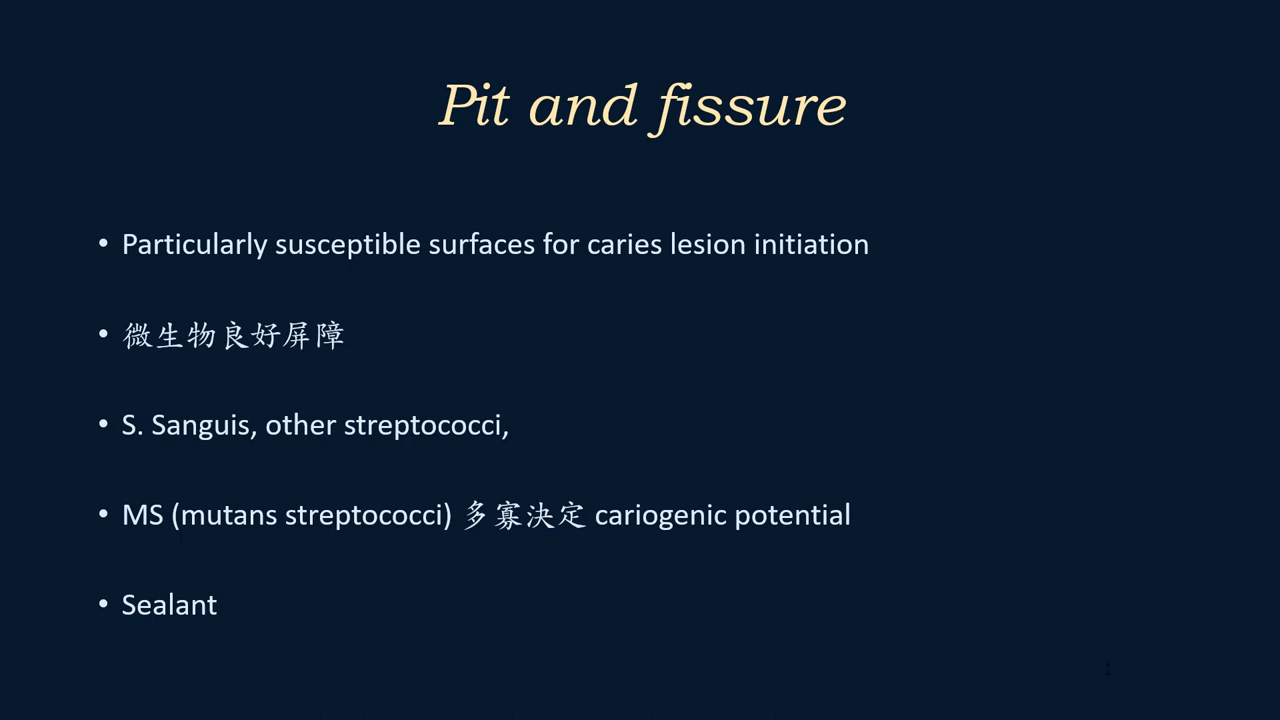 Pit and fissure
• Particularly susceptible surfaces for caries lesion initiation
• 微生物良好屏障
• S. Sanguis, other streptococci,
• MS (mutans streptococci) 多寡決定 cariogenic potential
• Sealant